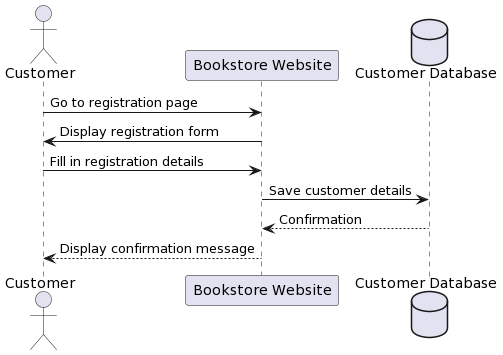 Customer
Bookstore Website
Customer Database
Go to registration page
Display registration form
Fill in registration details
Save customer details
Confirmation
Display confirmation message
Customer
Bookstore Website
Customer Database